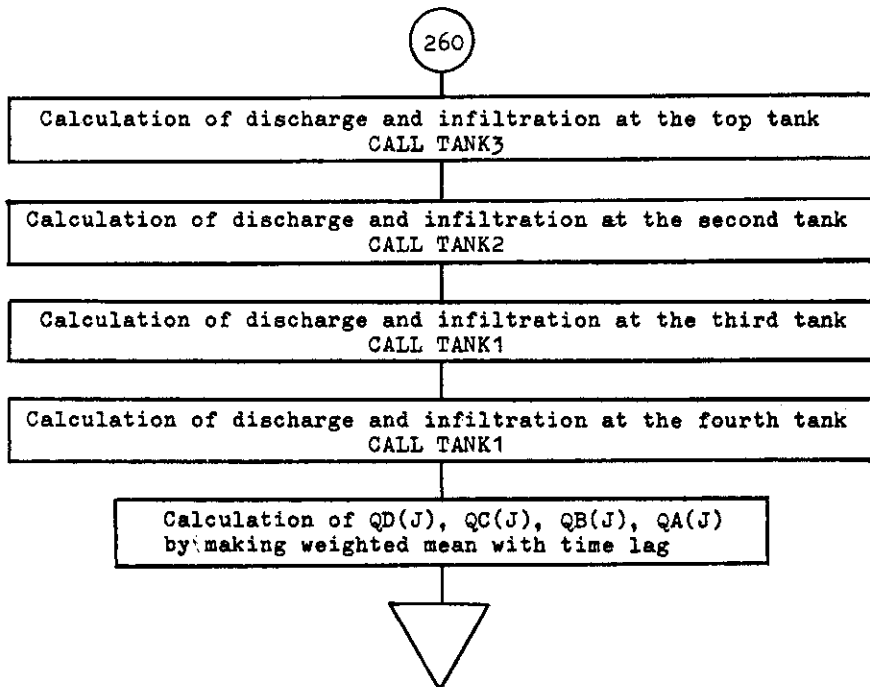 260
Calculation of discharge and infiltration at the top tank
CALL TANK3
Calculation of discharge and infiltration at the second tank
CALL TANK2
Calculation of discharge and infiltration at the third tank
CALL TANK1
Calculation of discharge and infiltration at the fourth tank
CALL TANK1
Calculation of QD(J), QC(J), QB(J), QA(J)
by making weighted mean with time lag